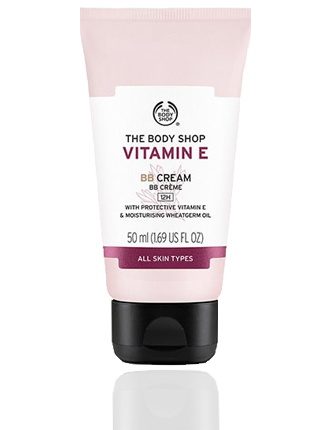 THE
BODY
SHOP
®
THE BODY SHOP
VITAMIN E
BB CREAM
BB CRÈME
12H
WITH PROTECTIVE VITAMIN E
& MOISTURISING WHEATGERM OIL
50 ml (1.69 US FL OZ)
ALL SKIN TYPES